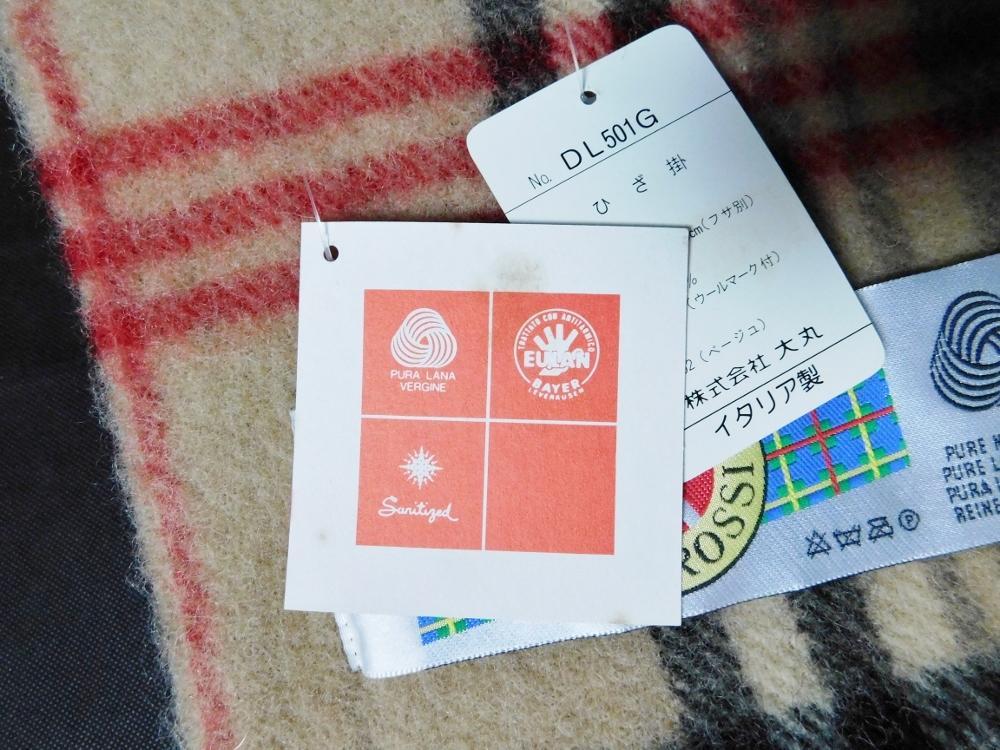 No. DL501G
ひざ掛
cm(フサ別)
%
(ウールマーク付)
(ベージュ)
株式会社 大丸
イタリア製
PURA LANA
VERGINE
TRATTATO CON ANTITARMICO
EULAN
BAYER
LEVERKUSEN
Sanitized
ROSSI
PURE
PURE
PURA
REINE
P